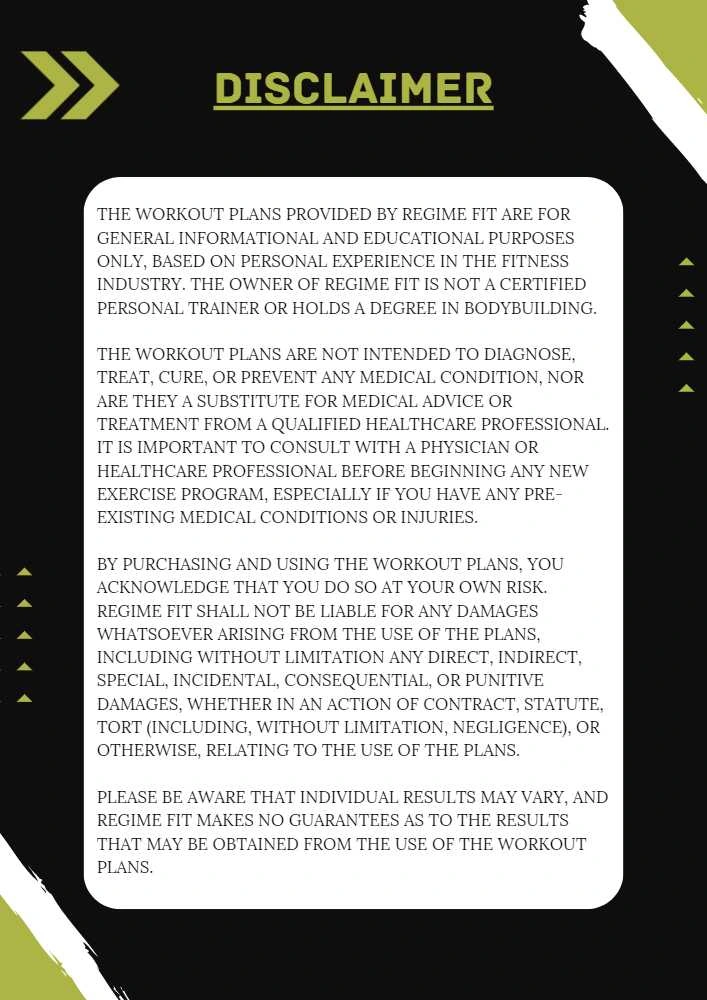 DISCLAIMER
THE WORKOUT PLANS PROVIDED BY REGIME FIT ARE FOR
GENERAL INFORMATIONAL AND EDUCATIONAL PURPOSES
ONLY, BASED ON PERSONAL EXPERIENCE IN THE FITNESS
INDUSTRY. THE OWNER OF REGIME FIT IS NOT A CERTIFIED
PERSONAL TRAINER OR HOLDS A DEGREE IN BODYBUILDING.
THE WORKOUT PLANS ARE NOT INTENDED TO DIAGNOSE,
TREAT, CURE, OR PREVENT ANY MEDICAL CONDITION, NOR
ARE THEY A SUBSTITUTE FOR MEDICAL ADVICE OR
TREATMENT FROM A QUALIFIED HEALTHCARE PROFESSIONAL.
IT IS IMPORTANT TO CONSULT WITH A PHYSICIAN OR
HEALTHCARE PROFESSIONAL BEFORE BEGINNING ANY NEW
EXERCISE PROGRAM, ESPECIALLY IF YOU HAVE ANY PRE-
EXISTING MEDICAL CONDITIONS OR INJURIES.
BY PURCHASING AND USING THE WORKOUT PLANS, YOU
ACKNOWLEDGE THAT YOU DO SO AT YOUR OWN RISK.
REGIME FIT SHALL NOT BE LIABLE FOR ANY DAMAGES
WHATSOEVER ARISING FROM THE USE OF THE PLANS,
INCLUDING WITHOUT LIMITATION ANY DIRECT, INDIRECT,
SPECIAL, INCIDENTAL, CONSEQUENTIAL, OR PUNITIVE
DAMAGES, WHETHER IN AN ACTION OF CONTRACT, STATUTE,
TORT (INCLUDING, WITHOUT LIMITATION, NEGLIGENCE), OR
OTHERWISE, RELATING TO THE USE OF THE PLANS.
PLEASE BE AWARE THAT INDIVIDUAL RESULTS MAY VARY, AND
REGIME FIT MAKES NO GUARANTEES AS TO THE RESULTS
THAT MAY BE OBTAINED FROM THE USE OF THE WORKOUT
PLANS.